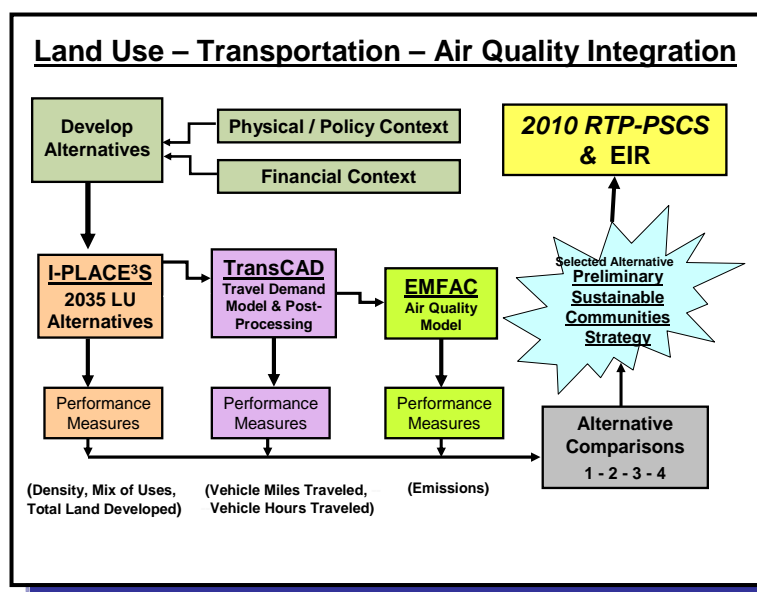 Land Use – Transportation – Air Quality Integration
Develop
Alternatives
Physical / Policy Context
Financial Context
2010 RTP-PSCS
& EIR
I-PLACE³S
2035 LU
Alternatives
TransCAD
Travel Demand
Model & Post-
Processing
EMFAC
Air Quality
Model
Selected Alternative
Preliminary
Sustainable
Communities
Strategy
Performance
Measures
Performance
Measures
Performance
Measures
Alternative
Comparisons
1 - 2 - 3 - 4
(Density, Mix of Uses,
Total Land Developed)
(Vehicle Miles Traveled,
Vehicle Hours Traveled)
(Emissions)